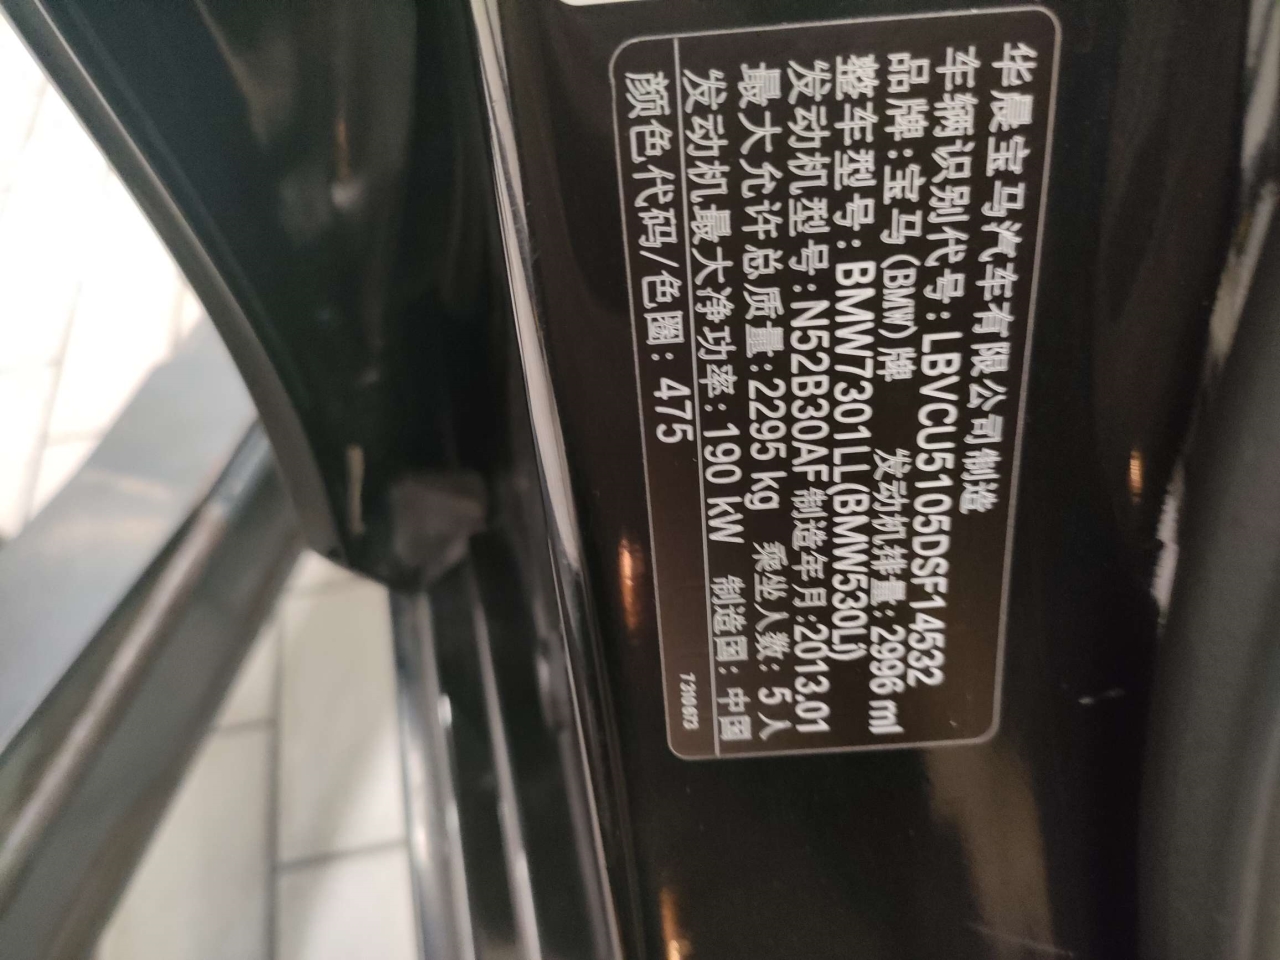 华晨宝马汽车有限公司制造
车辆识别代号: LBVCU5105DSF14532
品牌: 宝马(BMW)牌 发动机排量: 2996 ml
整车型号: BMW7301LL(BMW530Li)
发动机型号: N52B30AF 制造年月: 2013.01
最大允许总质量: 2295 kg 乘坐人数: 5人
发动机最大净功率: 190 kW 制造国: 中国
颜色代码/色圈: 475
7 310 673